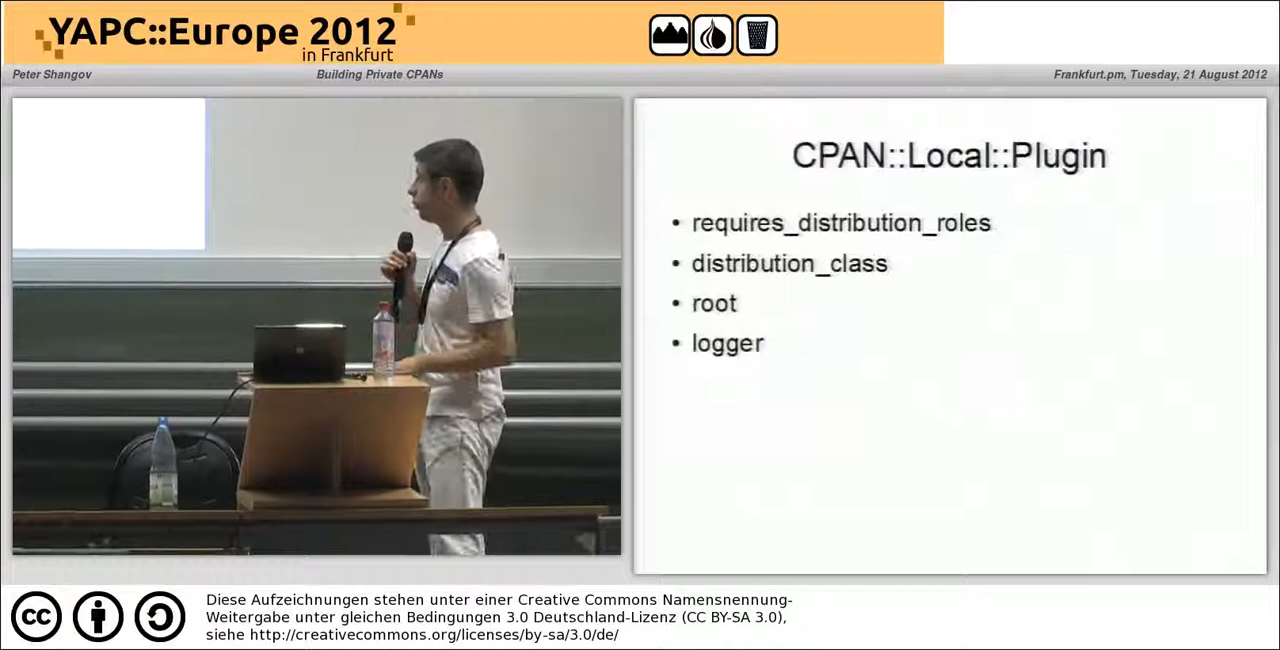 YAPC::Europe 2012
in Frankfurt
Peter Shangov
Building Private CPANs
Frankfurt.pm, Tuesday, 21 August 2012
CPAN::Local::Plugin
• requires_distribution_roles
• distribution_class
• root
• logger
cc
Diese Aufzeichnungen stehen unter einer Creative Commons Namensnennung-
Weitergabe unter gleichen Bedingungen 3.0 Deutschland-Lizenz (CC BY-SA 3.0),
siehe http://creativecommons.org/licenses/by-sa/3.0/de/